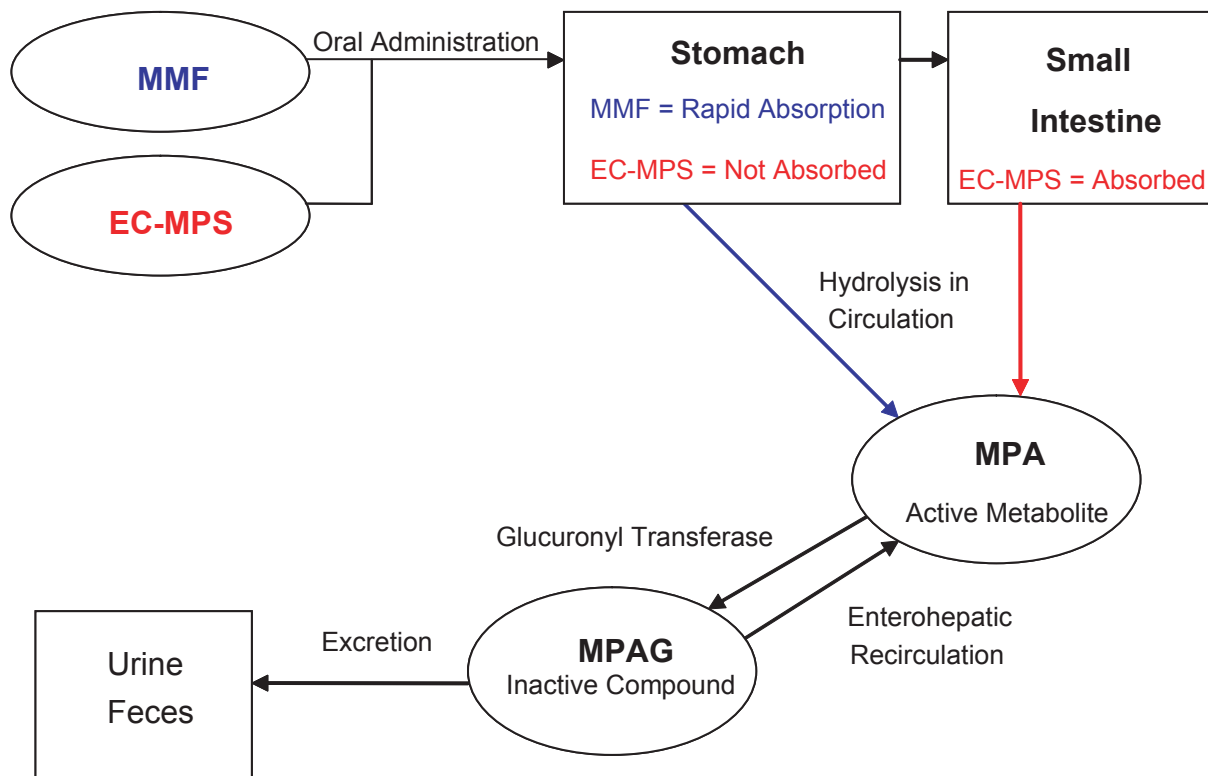 MMF
Oral Administration
EC-MPS
Stomach
MMF = Rapid Absorption
EC-MPS = Not Absorbed
Small
Intestine
EC-MPS = Absorbed
Hydrolysis in
Circulation
MPA
Active Metabolite
Glucuronyl Transferase
Enterohepatic
Recirculation
MPAG
Inactive Compound
Excretion
Urine
Feces